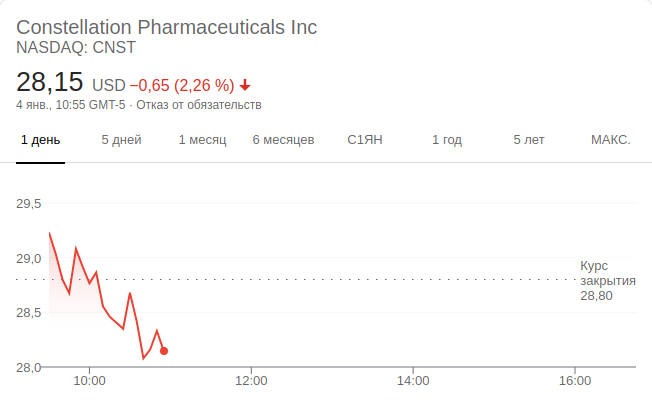 Constellation Pharmaceuticals Inc
NASDAQ: CNST
28,15 USD −0,65 (2,26 %)
4 янв., 10:55 GMT-5 · Отказ от обязательств
1 день 5 дней 1 месяц 6 месяцев С1ЯН 1 год 5 лет МАКС.
29,5
29,0
Курс
закрытия
28,80
28,5
28,0
10:00 12:00 14:00 16:00